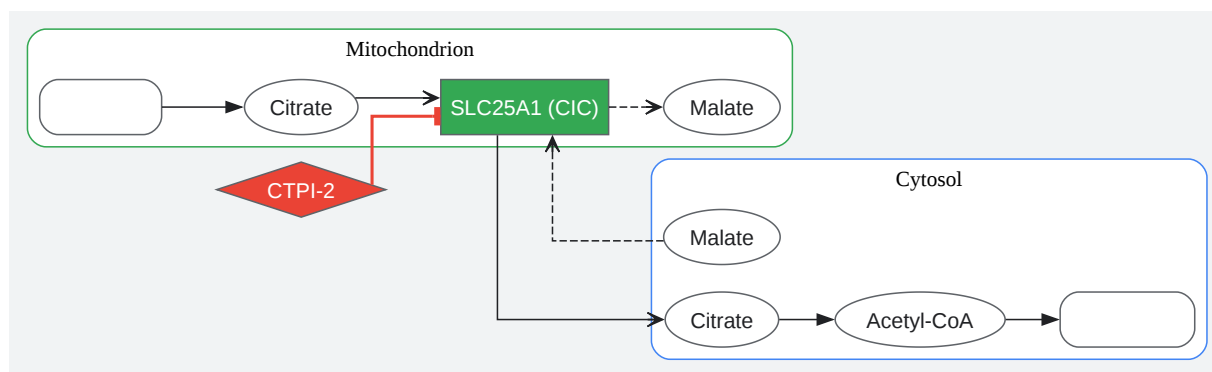 Mitochondrion
Citrate
SLC25A1 (CIC)
Malate
CTPI-2
Cytosol
Malate
Citrate
Acetyl-CoA